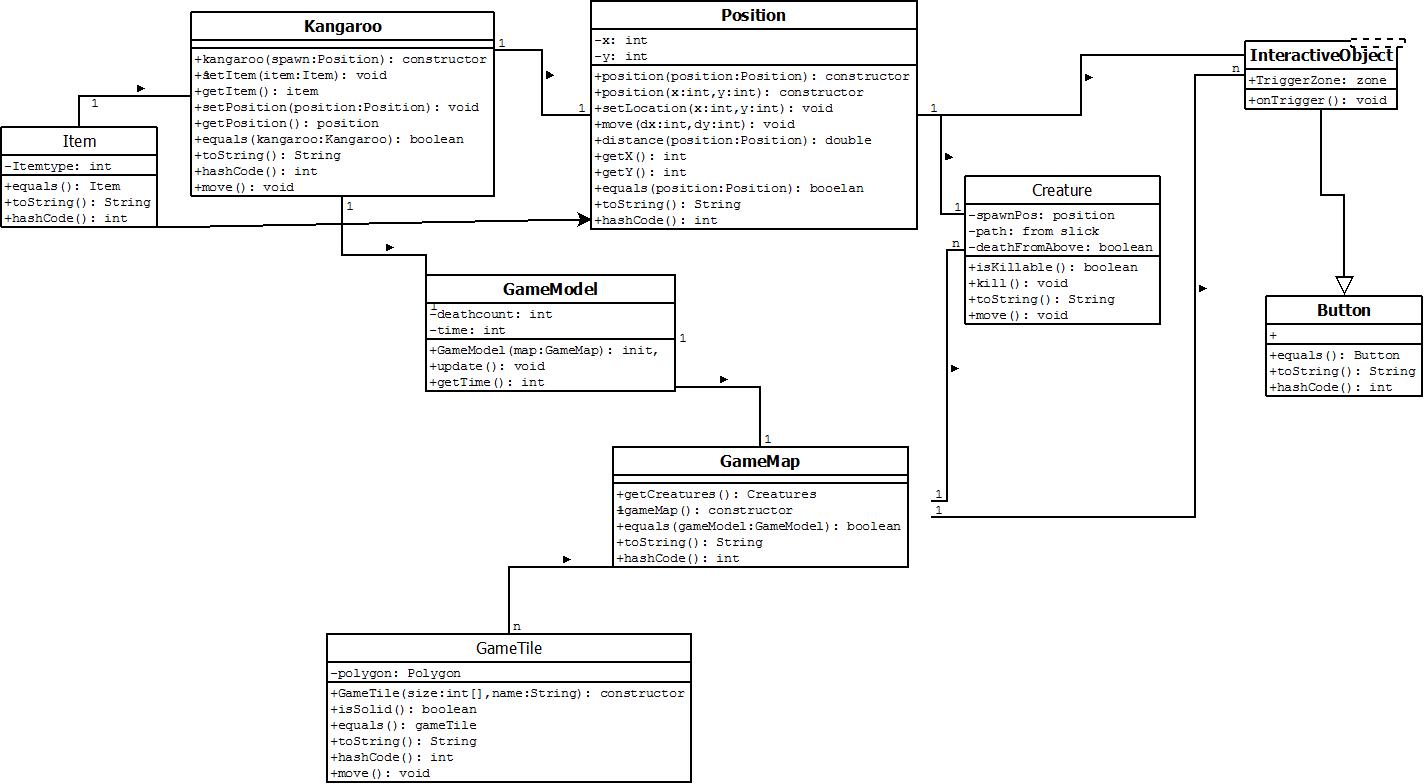 Kangaroo
+kangaroo(spawn:Position): constructor
+setItem(item:Item): void
+getItem(): item
+setPosition(position:Position): void
+getPosition(): position
+equals(kangaroo:Kangaroo): boolean
+toString(): String
+hashCode(): int
+move(): void
1
1
1
Item
-Itemtype: int
+equals(): Item
+toString(): String
+hashCode(): int
Position
-x: int
-y: int
+position(position:Position): constructor
+position(x:int,y:int): constructor
+setLocation(x:int,y:int): void
+move(dx:int,dy:int): void
+distance(position:Position): double
+getX(): int
+getY(): int
+equals(position:Position): booelan
+toString(): String
+hashCode(): int
1
1
InteractiveObject
+TriggerZone: zone
+onTrigger(): void
n
Creature
-spawnPos: position
-path: from slick
-deathFromAbove: boolean
+isKillable(): boolean
+kill(): void
+toString(): String
+move(): void
1
n
Button
+
+equals(): Button
+toString(): String
+hashCode(): int
GameModel
1
-deathcount: int
-time: int
+GameModel(map:GameMap): init,
+update(): void
+getTime(): int
1
1
GameMap
+getCreatures(): Creatures
+gameMap(): constructor
+equals(gameModel:GameModel): boolean
+toString(): String
+hashCode(): int
1
1
n
GameTile
-polygon: Polygon
+GameTile(size:int[],name:String): constructor
+isSolid(): boolean
+equals(): gameTile
+toString(): String
+hashCode(): int
+move(): void